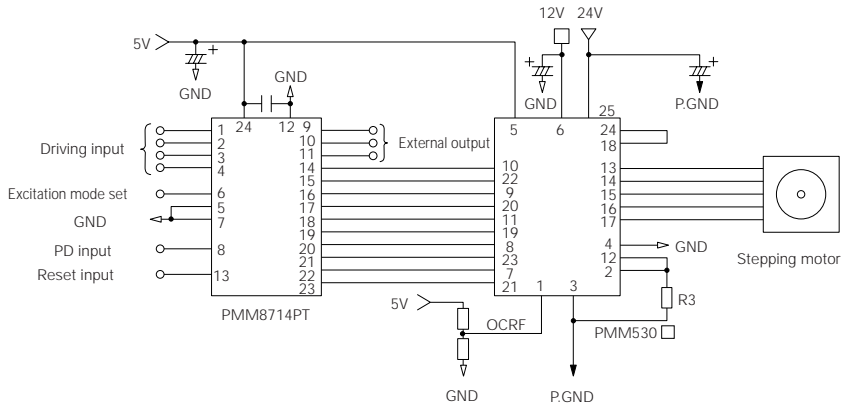 12V 24V
5V
+
+
+
GND
GND
GND
P.GND
24 12
5 6 25
Driving input
1
2
3
4
9
10
11
External output
24
18
Excitation mode set
6
GND
5
7
PD input
8
Reset input
13
14
15
16
17
18
19
20
21
22
23
PMM8714PT
10
22
9
20
11
19
8
23
7
21
13
14
15
16
17
4
GND
12
2
1 3
Stepping motor
R3
5V
OCRF
PMM530
GND
P.GND